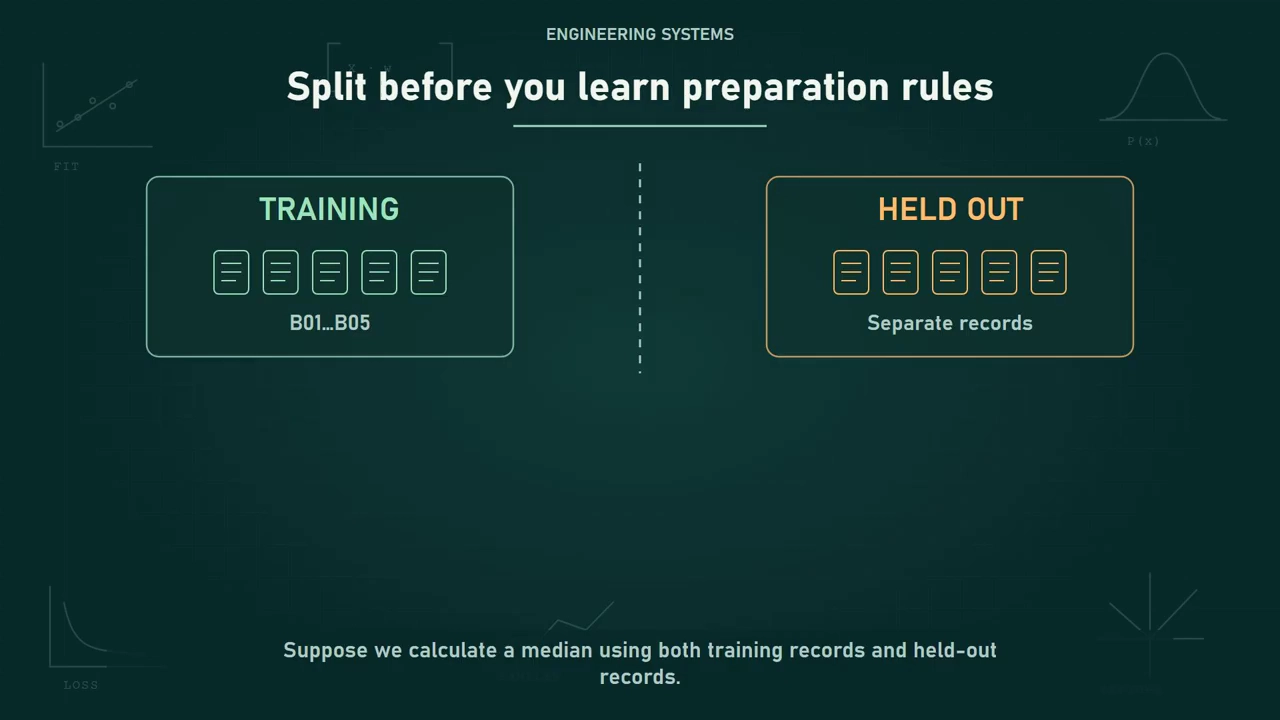 ENGINEERING SYSTEMS
Split before you learn preparation rules
FIT
P(X)
TRAINING
HELD OUT
B01...B05
Separate records
Suppose we calculate a median using both training records and held-out
records.
LOSS